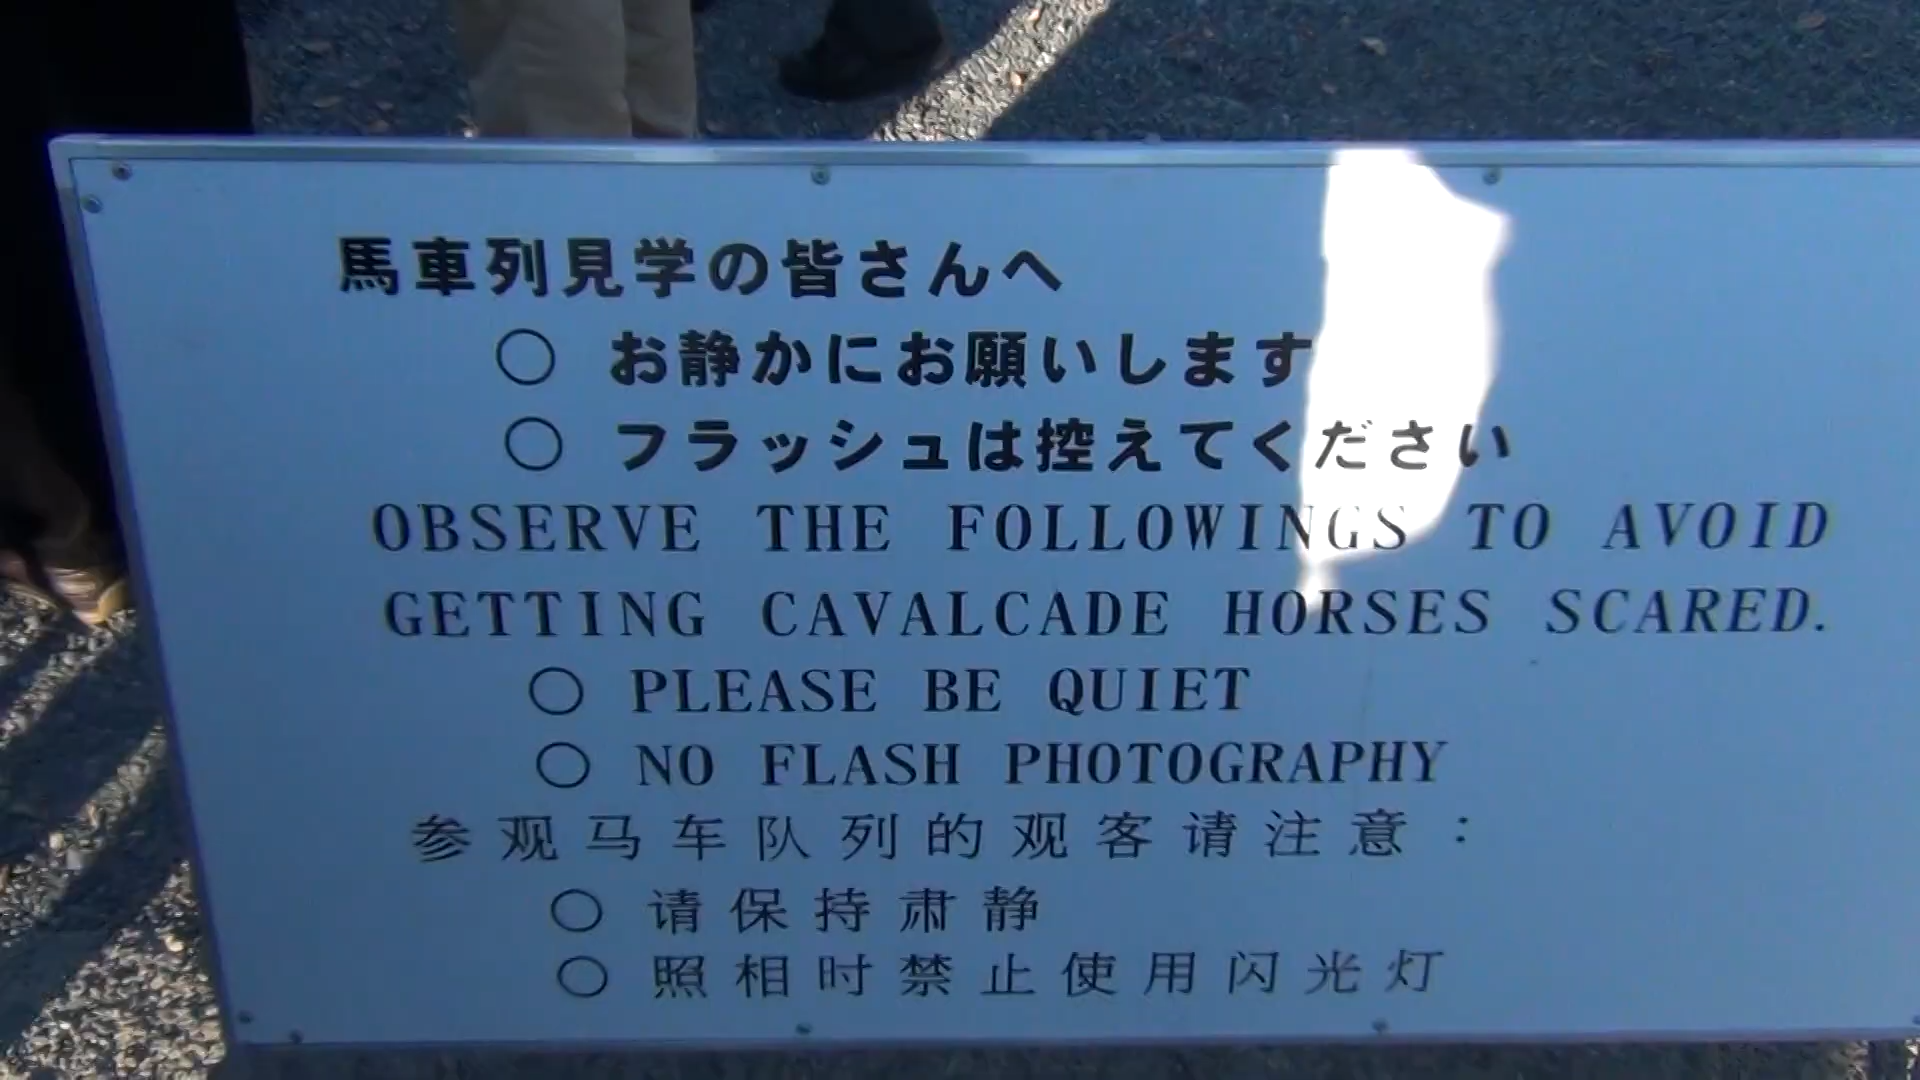 馬車列見学の皆さんへ
○ お静かにお願いします
○ フラッシュは控えてください
OBSERVE THE FOLLOWINGS TO AVOID
GETTING CAVALCADE HORSES SCARED.
○ PLEASE BE QUIET
○ NO FLASH PHOTOGRAPHY
参观马车队列的观客请注意：
○ 请保持肃静
○ 照相时禁止使用闪光灯